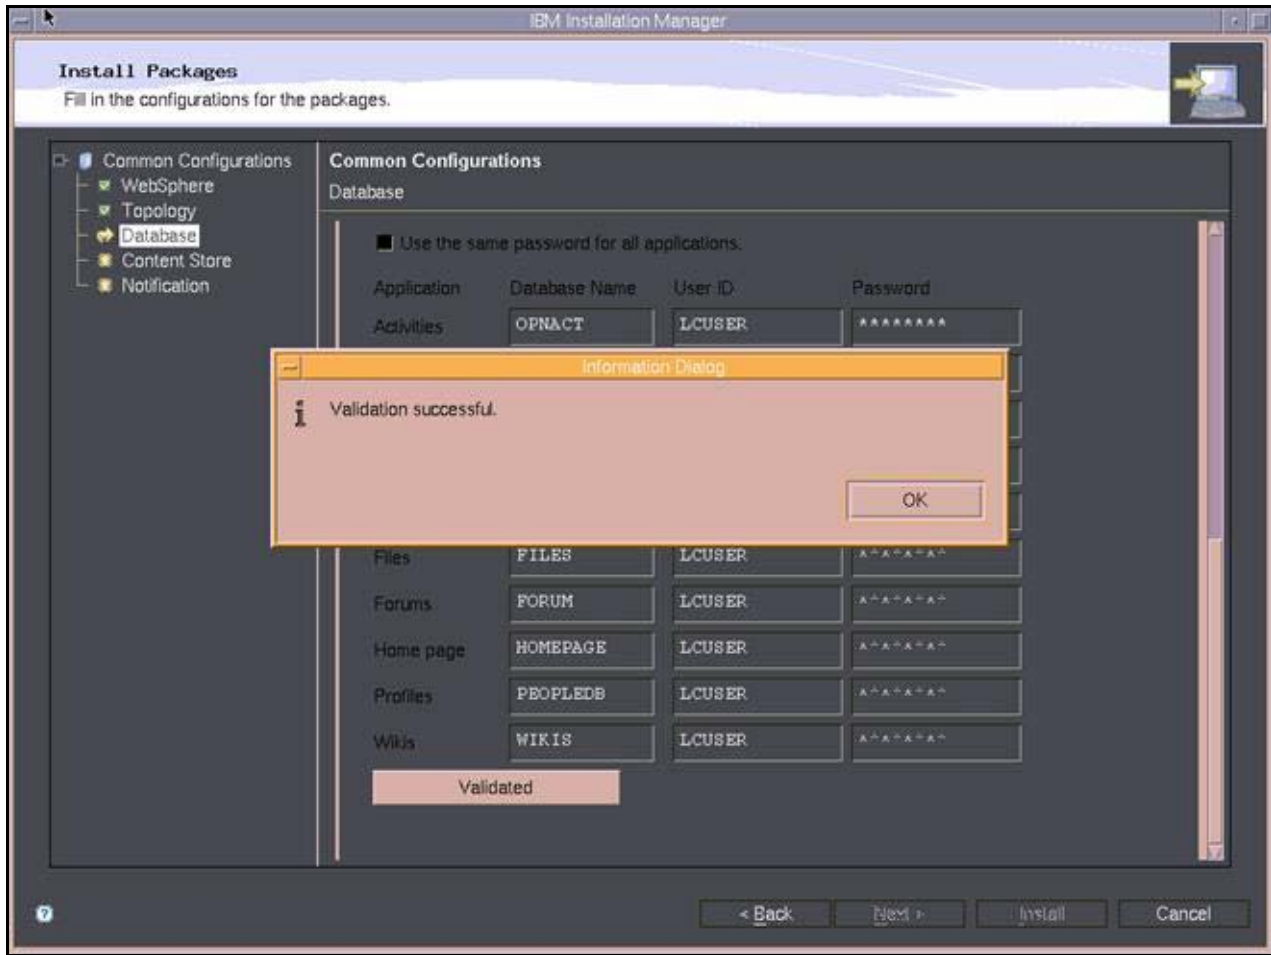 IBM Installation Manager
Install Packages
Fill in the configurations for the packages.
Common Configurations
WebSphere
Topology
Database
Content Store
Notification
Common Configurations
Database
Use the same password for all applications.
Application Database Name User ID Password
Activities OPNACT LCUSER ********
Information Dialog
Validation successful.
OK
Files FILES LCUSER ********
Forums FORUM LCUSER ********
Home page HOMEPAGE LCUSER ********
Profiles PEOPLEDB LCUSER ********
Wikis WIKIS LCUSER ********
Validated
< Back Next > Install Cancel